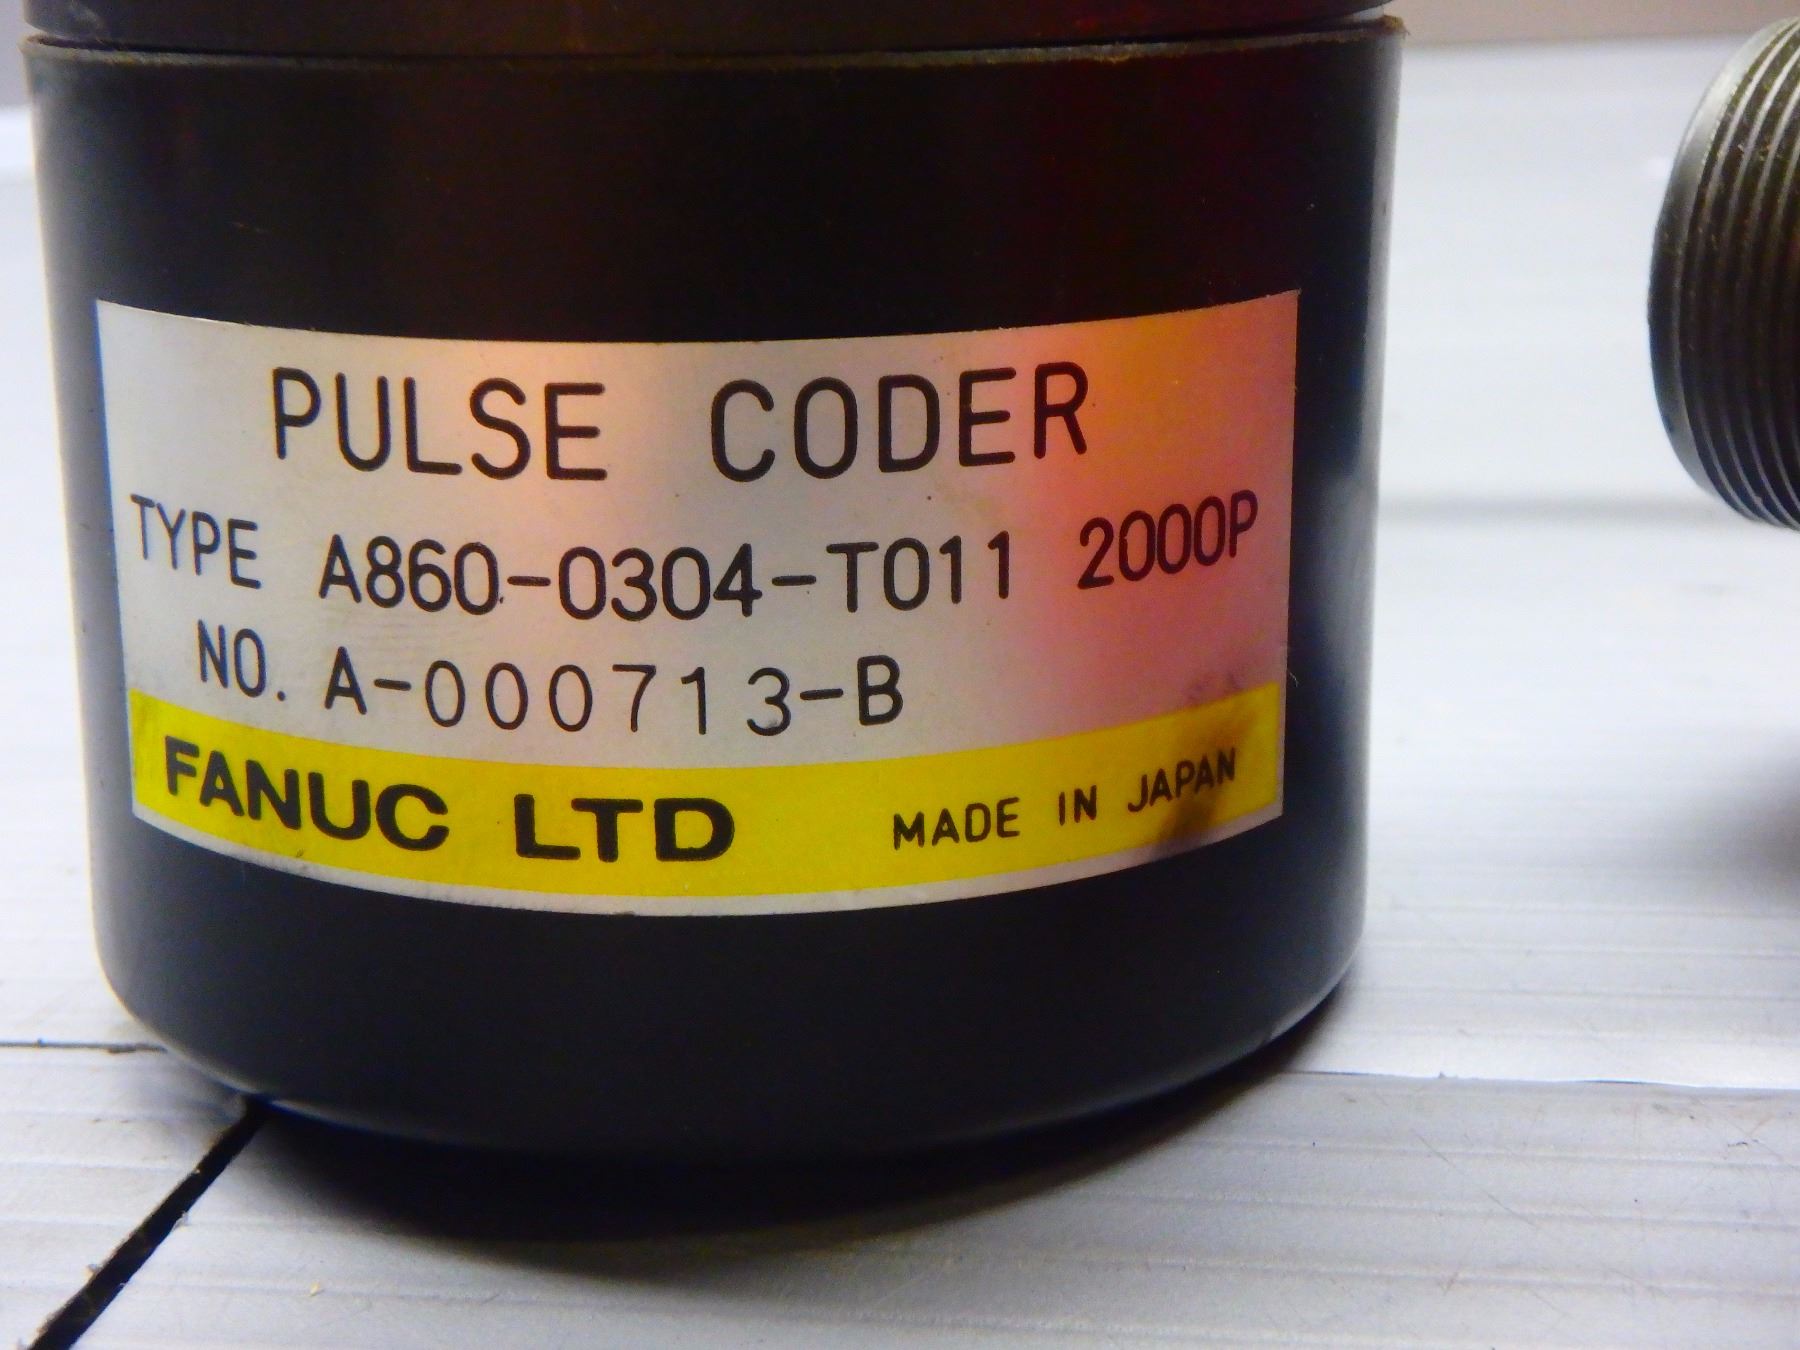 PULSE CODER
TYPE A860-0304-T011 2000P
NO. A-000713-B
FANUC LTD MADE IN JAPAN